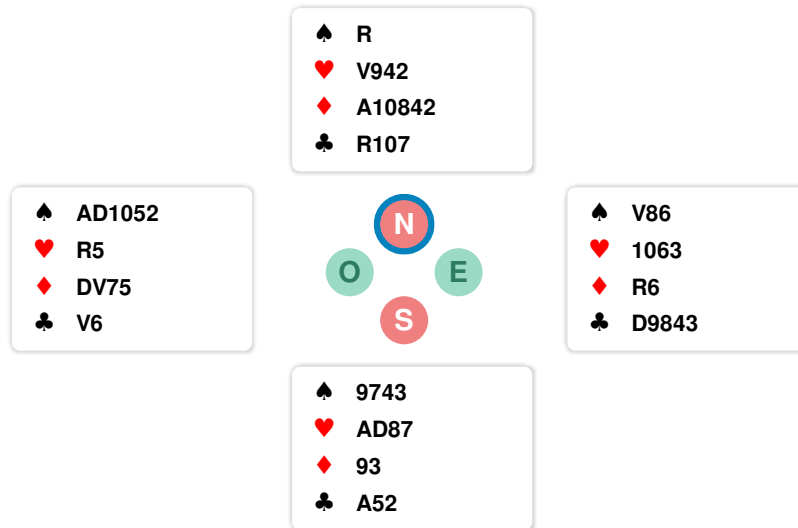 ♠ R
♥ V942
♦ A10842
♣ R107
♠ AD1052
♥ R5
♦ DV75
♣ V6
N
O E
S
♠ V86
♥ 1063
♦ R6
♣ D9843
♠ 9743
♥ AD87
♦ 93
♣ A52